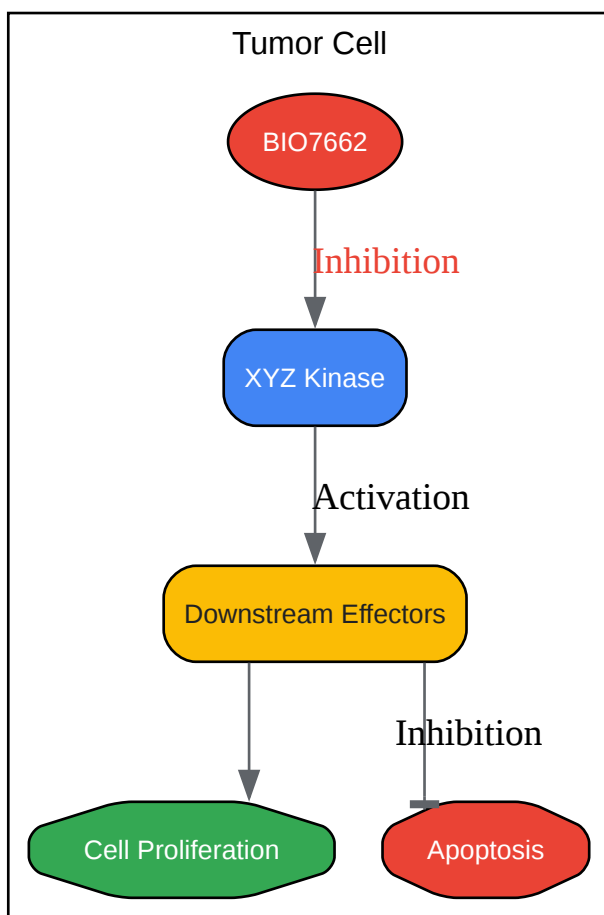 Tumor Cell
BIO7662
Inhibition
XYZ Kinase
Activation
Downstream Effectors
Inhibition
Cell Proliferation
Apoptosis